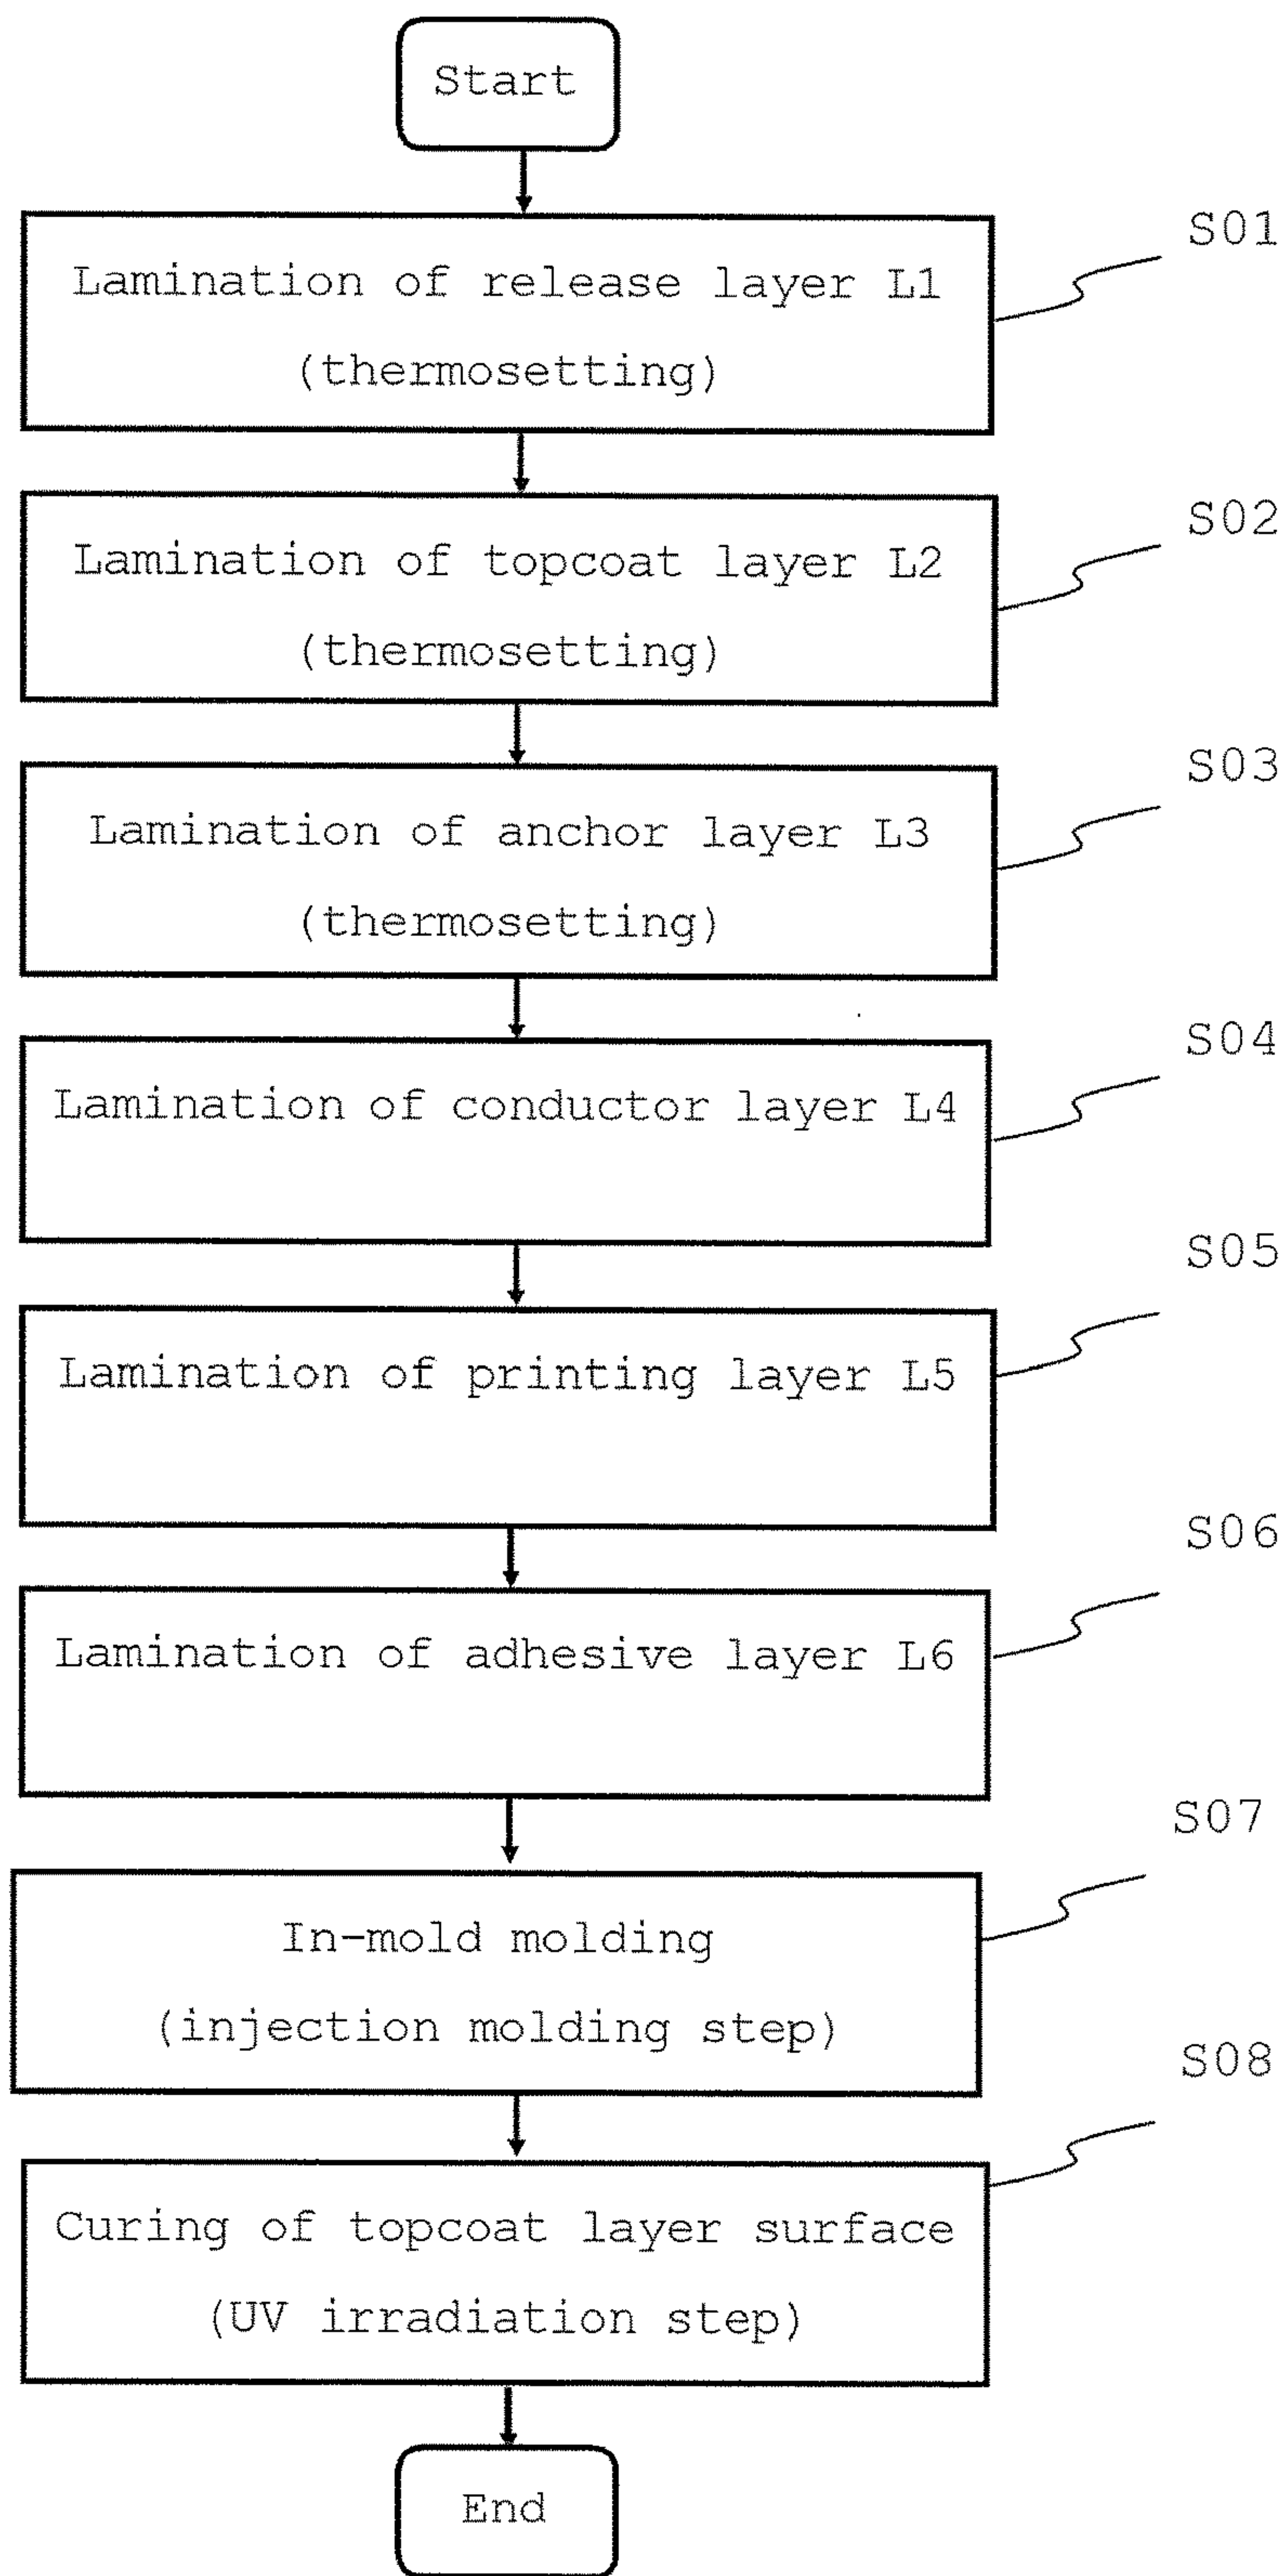 Start
S01
Lamination of release layer L1
(thermosetting)
S02
Lamination of topcoat layer L2
(thermosetting)
S03
Lamination of anchor layer L3
(thermosetting)
S04
Lamination of conductor layer L4
S05
Lamination of printing layer L5
S06
Lamination of adhesive layer L6
S07
In-mold molding
(injection molding step)
S08
Curing of topcoat layer surface
(UV irradiation step)
End